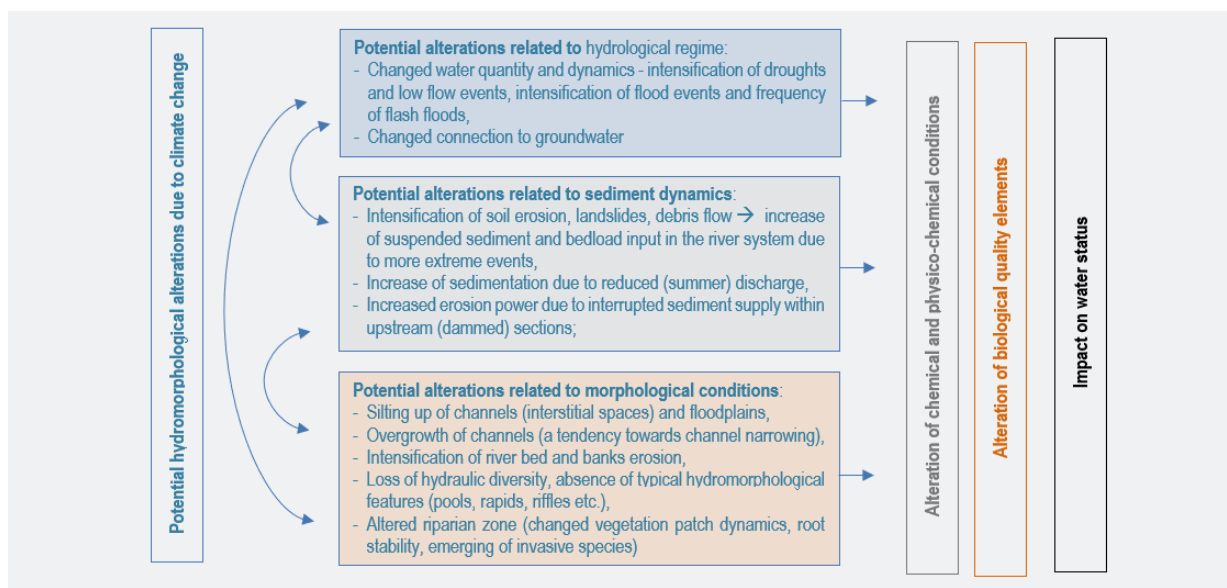 Potential hydromorphological alterations due to climate change
Potential alterations related to hydrological regime:
- Changed water quantity and dynamics - intensification of droughts
and low flow events, intensification of flood events and frequency
of flash floods,
- Changed connection to groundwater
Potential alterations related to sediment dynamics:
- Intensification of soil erosion, landslides, debris flow → increase
of suspended sediment and bedload input in the river system due
to more extreme events,
- Increase of sedimentation due to reduced (summer) discharge,
- Increased erosion power due to interrupted sediment supply within
upstream (dammed) sections;
Potential alterations related to morphological conditions:
- Silting up of channels (interstitial spaces) and floodplains,
- Overgrowth of channels (a tendency towards channel narrowing),
- Intensification of river bed and banks erosion,
- Loss of hydraulic diversity, absence of typical hydromorphological
features (pools, rapids, riffles etc.),
- Altered riparian zone (changed vegetation patch dynamics, root
stability, emerging of invasive species)
Alteration of chemical and physico-chemical conditions
Alteration of biological quality elements
Impact on water status